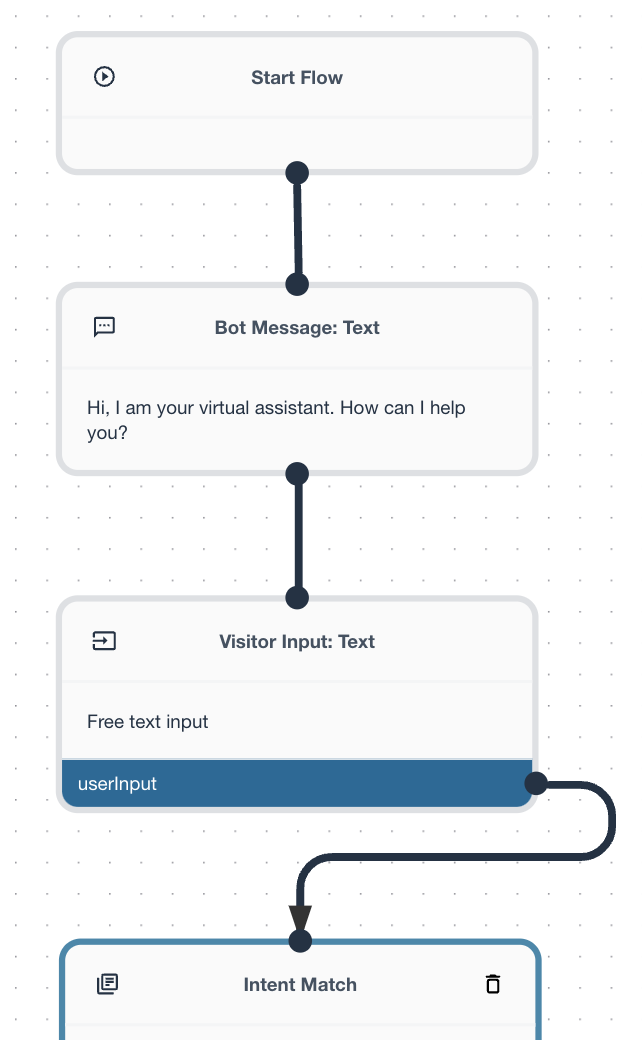 Start Flow
Bot Message: Text
Hi, I am your virtual assistant. How can I help
you?
Visitor Input: Text
Free text input
userInput
Intent Match